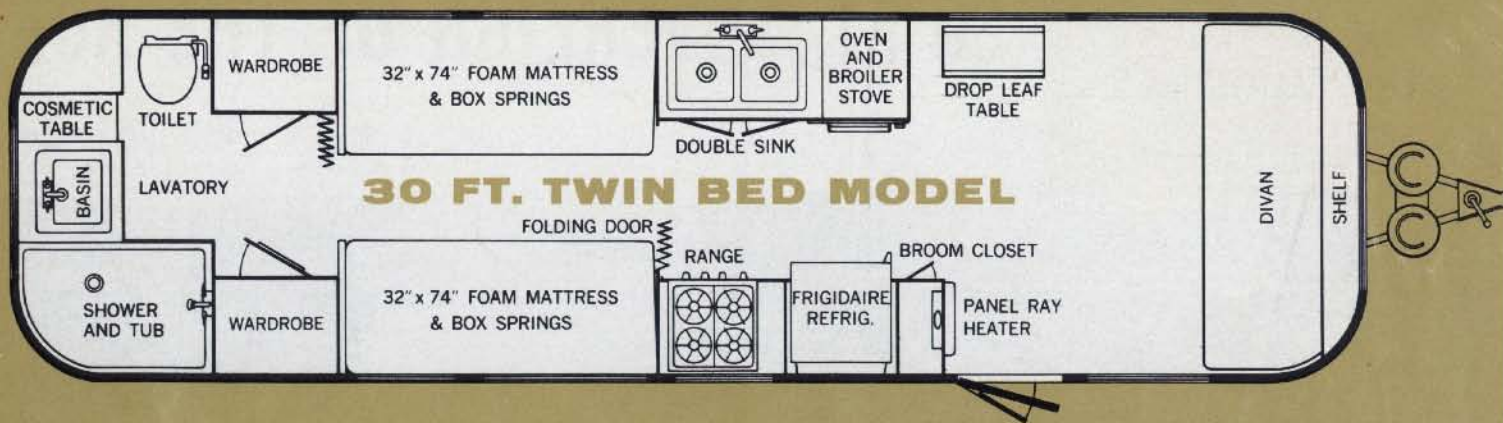 COSMETIC
TABLE
TOILET
WARDROBE
32" x 74" FOAM MATTRESS
& BOX SPRINGS
DOUBLE SINK
OVEN
AND
BROILER
STOVE
DROP LEAF
TABLE
BASIN
LAVATORY
30 FT. TWIN BED MODEL
DIVAN
SHELF
FOLDING DOOR
SHOWER
AND TUB
WARDROBE
32" x 74" FOAM MATTRESS
& BOX SPRINGS
RANGE
FRIGIDAIRE
REFRIG.
BROOM CLOSET
PANEL RAY
HEATER